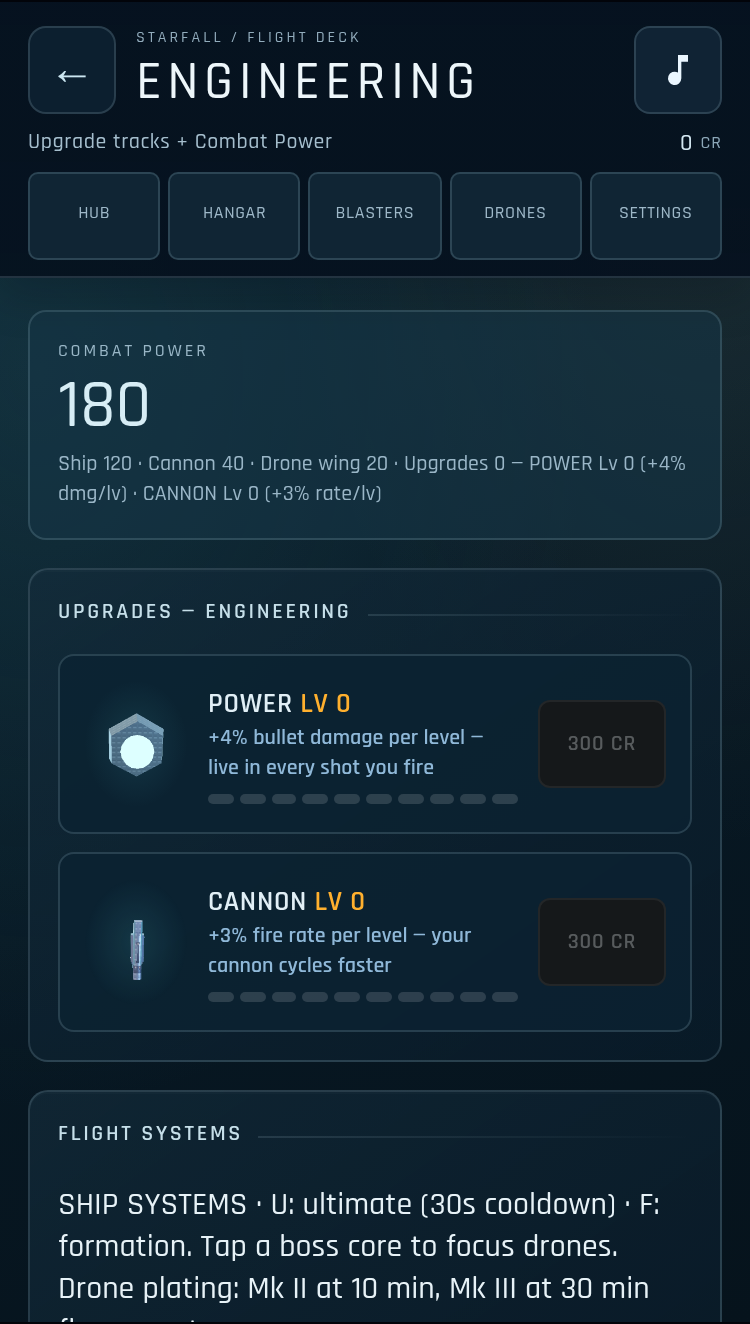 STARFALL / FLIGHT DECK
←
ENGINEERING
Upgrade tracks + Combat Power
0 CR
HUB
HANGAR
BLASTERS
DRONES
SETTINGS
COMBAT POWER
180
Ship 120 · Cannon 40 · Drone wing 20 · Upgrades 0 — POWER Lv 0 (+4%
dmg/lv) · CANNON Lv 0 (+3% rate/lv)
UPGRADES — ENGINEERING
POWER LV 0
+4% bullet damage per level —
live in every shot you fire
300 CR
CANNON LV 0
+3% fire rate per level — your
cannon cycles faster
300 CR
FLIGHT SYSTEMS
SHIP SYSTEMS · U: ultimate (30s cooldown) · F:
formation. Tap a boss core to focus drones.
Drone plating: Mk II at 10 min, Mk III at 30 min